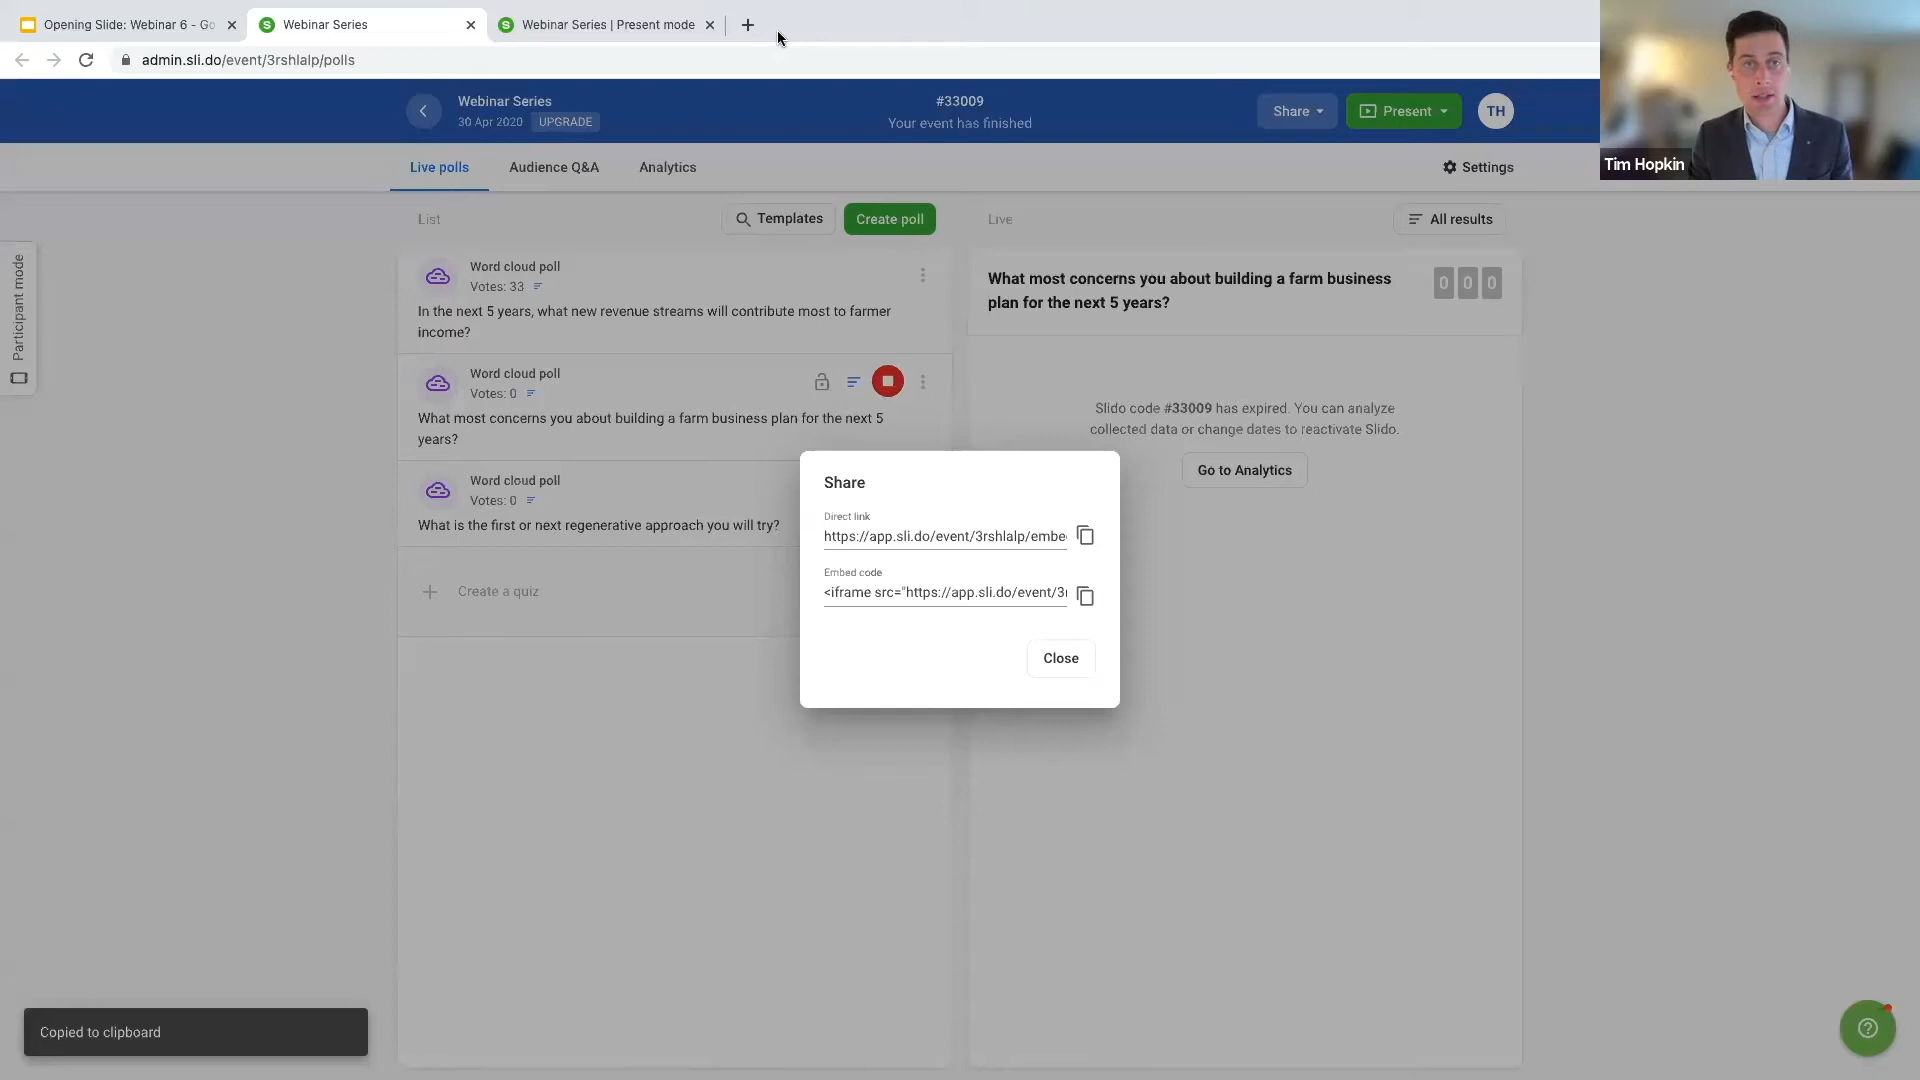 Opening Slide: Webinar 6 - Go
Webinar Series
Webinar Series | Present mode
admin.sli.do/event/3rshlalp/polls
Webinar Series
30 Apr 2020
UPGRADE
#33009
Your event has finished
Share
Present
TH
Tim Hopkin
Live polls
Audience Q&A
Analytics
Settings
List
Templates
Create poll
Live
All results
Participant mode
Word cloud poll
Votes: 33
In the next 5 years, what new revenue streams will contribute most to farmer
income?
Word cloud poll
Votes: 0
What most concerns you about building a farm business plan for the next 5
years?
Word cloud poll
Votes: 0
What is the first or next regenerative approach you will try?
Create a quiz
What most concerns you about building a farm business
plan for the next 5 years?
0 0 0
Slido code #33009 has expired. You can analyze
collected data or change dates to reactivate Slido.
Go to Analytics
Share
Direct link
https://app.sli.do/event/3rshlalp/embe
Embed code
<iframe src="https://app.sli.do/event/3r
Close
Copied to clipboard